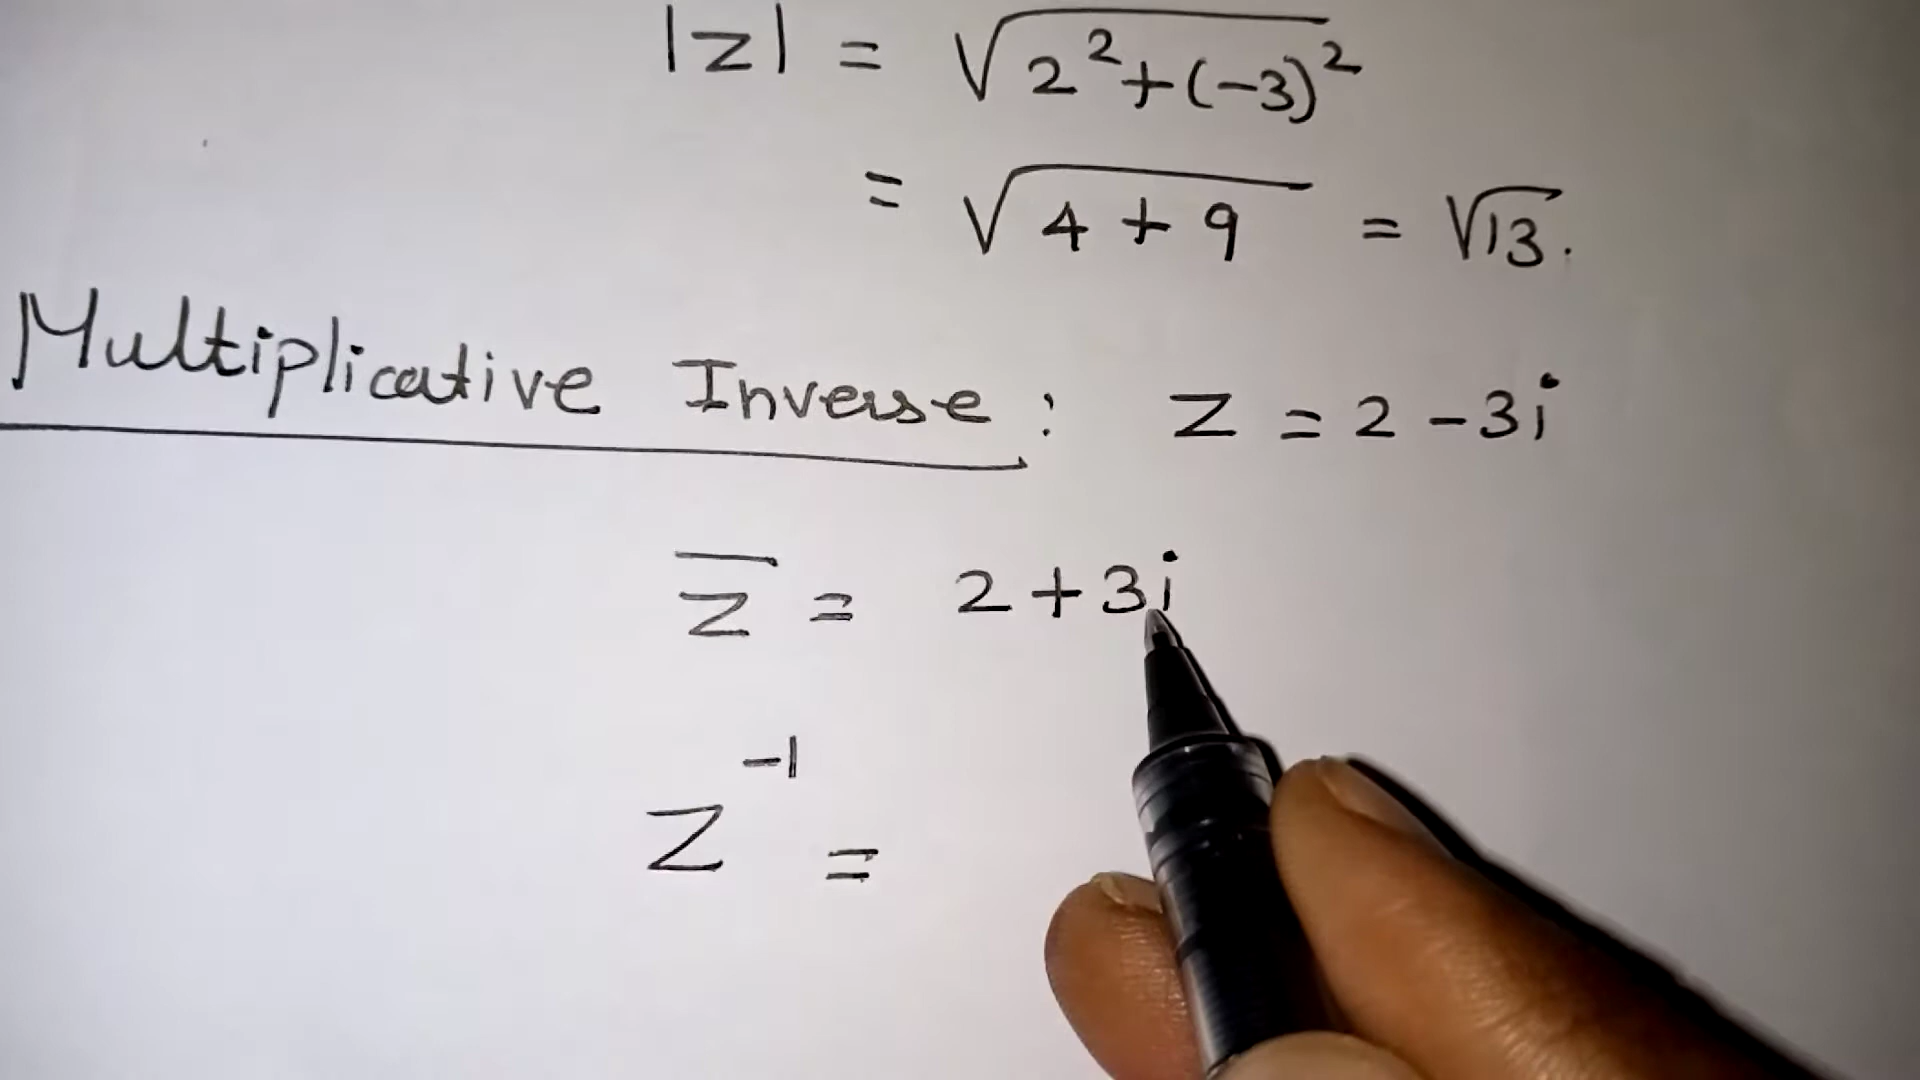 |z| = √2²+(-3)²
= √4+9 = √13.
Multiplicative Inverse : z = 2-3i
z̅ = 2+3i
z⁻¹ =